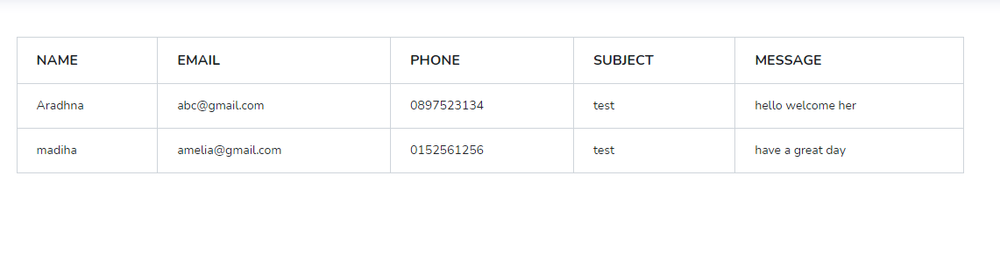 NAME EMAIL PHONE SUBJECT MESSAGE
Aradhna abc@gmail.com 0897523134 test hello welcome her
madiha amelia@gmail.com 0152561256 test have a great day